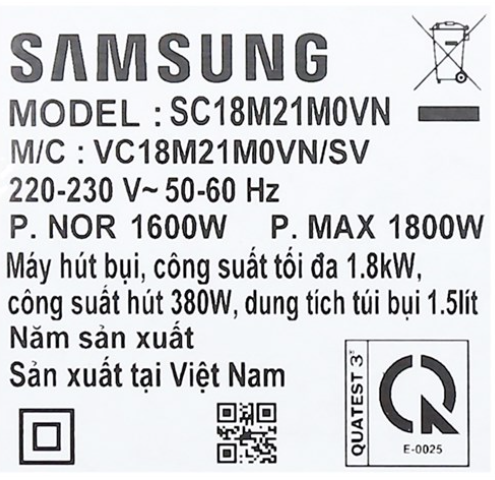 SAMSUNG
MODEL : SC18M21M0VN
M/C : VC18M21M0VN/SV
220-230 V~ 50-60 Hz
P. NOR 1600W P. MAX 1800W
Máy hút bụi, công suất tối đa 1.8kW,
công suất hút 380W, dung tích túi bụi 1.5lít
Năm sản xuất
Sản xuất tại Việt Nam
QUATEST 3
E-0025